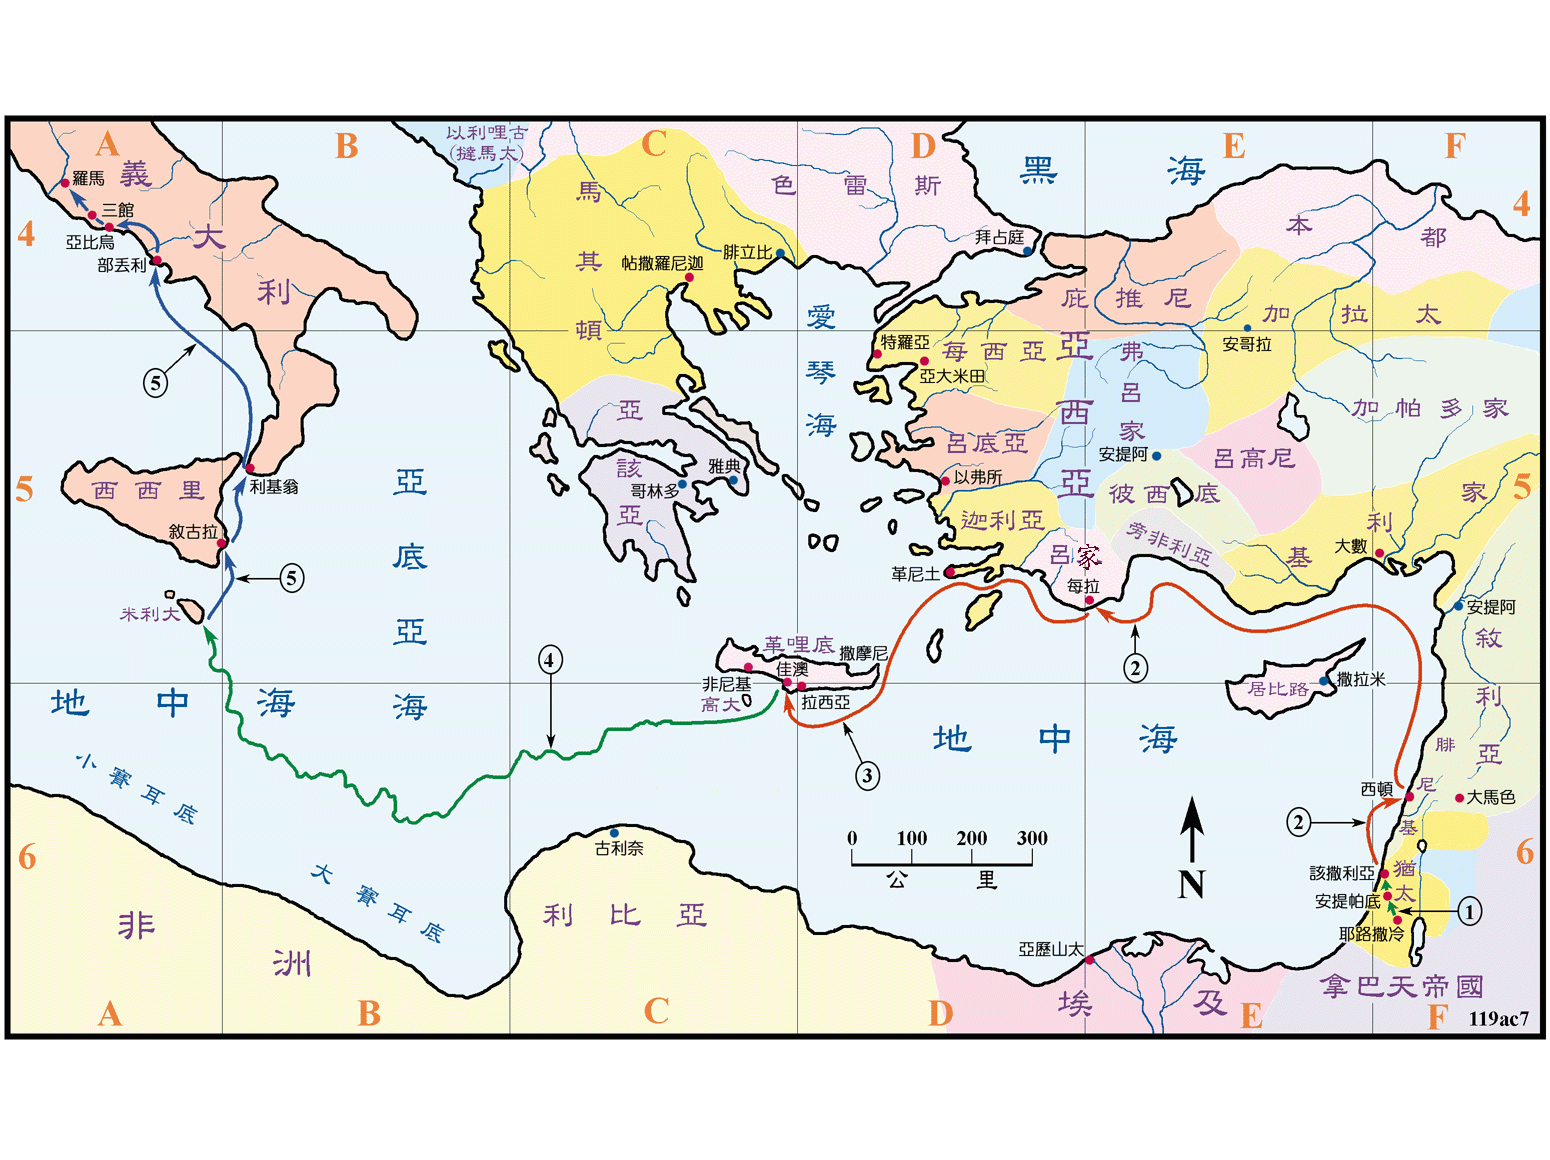 A
B
C
D
E
F
以利哩古
(撻馬太)
黑海
4
4
羅馬
義大利
三館
亞比烏
部丟利
馬其頓
色雷斯
拜占庭
腓立比
帖撒羅尼迦
本都
庇推尼
加拉太
愛琴海
安哥拉
特羅亞
每西亞
亞大米田
亞西亞
弗呂家
5
亞該亞
呂底亞
加帕多家
安提阿
呂高尼
雅典
哥林多
以弗所
彼西底
5
5
西西里
利基翁
亞底亞海
敘古拉
迦利亞
旁非利亞
基利家
大數
呂家
革尼土
每拉
5
米利大
安提阿
敘利亞
4
革哩底
撒摩尼
佳澳
非尼基
拉西亞
高大
2
居比路
撒拉米
地中海
地中海
3
小賽耳底
腓尼基
西頓
大馬色
2
0 100 200 300
公里
N
6
6
古利奈
大賽耳底
該撒利亞
猶太
安提帕底
1
耶路撒冷
非洲
利比亞
亞歷山太
埃及
拿巴天帝國
A
B
C
D
E
F
119ac7